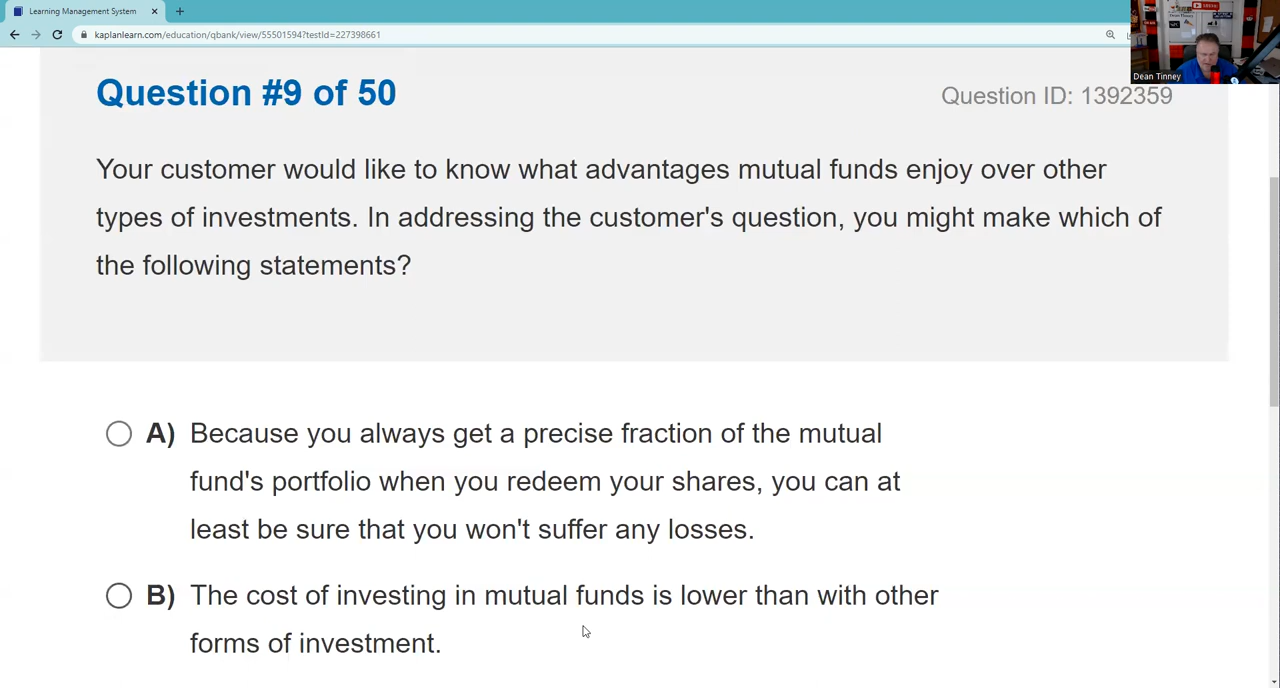 Learning Management System
kaplanlearn.com/education/qbank/view/55501594?testId=227398661
Dean Tinney
Question #9 of 50
Question ID: 1392359
Your customer would like to know what advantages mutual funds enjoy over other
types of investments. In addressing the customer's question, you might make which of
the following statements?
A) Because you always get a precise fraction of the mutual
fund's portfolio when you redeem your shares, you can at
least be sure that you won't suffer any losses.
B) The cost of investing in mutual funds is lower than with other
forms of investment.